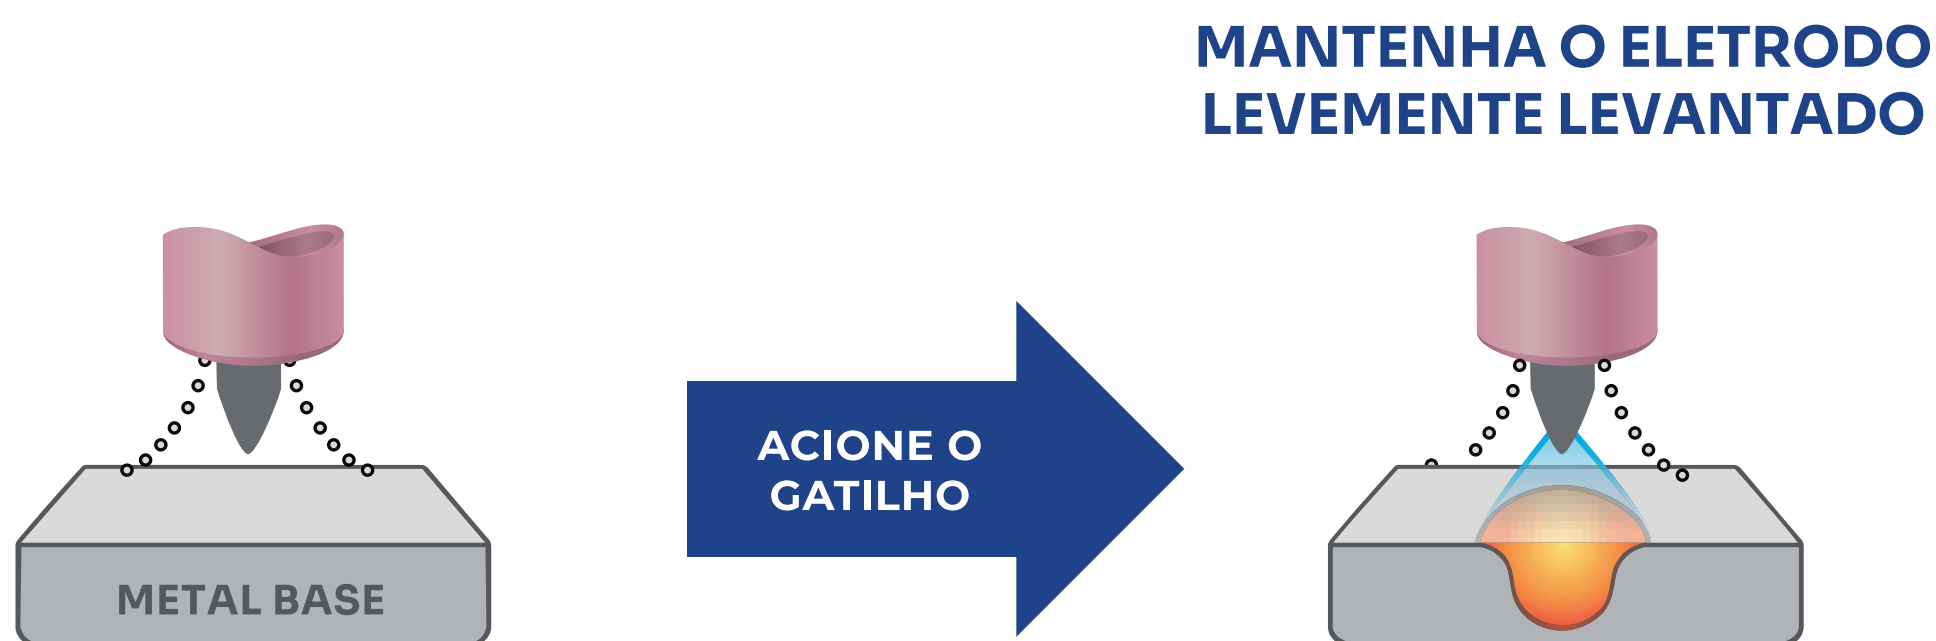 MANTENHA O ELETRODO
LEVEMENTE LEVANTADO
ACIONE O
GATILHO
METAL BASE